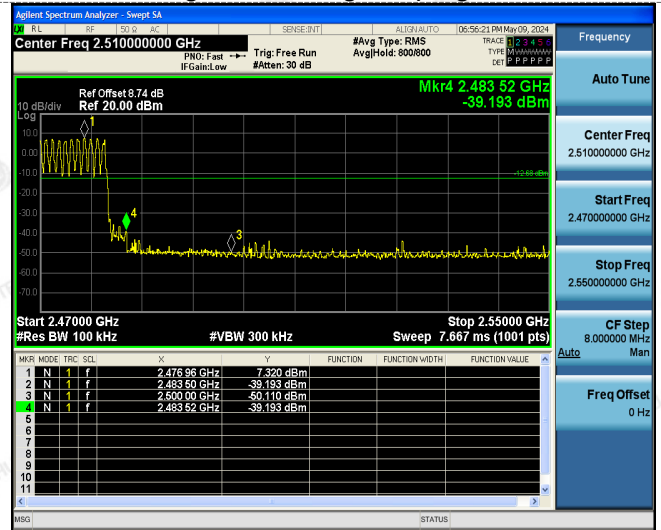 Agilent Spectrum Analyzer - Swept SA
LXI RL RF 50 Ω AC SENSE:INT ALIGN AUTO 06:56:21 PM May 09, 2024
Center Freq 2.510000000 GHz
PNO: Fast
IFGain:Low
Trig: Free Run
#Atten: 30 dB
#Avg Type: RMS
Avg|Hold: 800/800
TRACE 1 2 3 4 5 6
TYPE M WWWWW
DET P P P P P P
Frequency
Auto Tune
Center Freq
2.510000000 GHz
Start Freq
2.470000000 GHz
Stop Freq
2.550000000 GHz
CF Step
8.000000 MHz
Auto Man
Freq Offset
0 Hz
Mkr4 2.483 52 GHz
-39.193 dBm
Ref Offset 8.74 dB
10 dB/div Ref 20.00 dBm
Log
10.0
0.00
-10.0
-20.0
-30.0
-40.0
-50.0
-60.0
-70.0
1
-12.68 dBm
4
3
Start 2.47000 GHz Stop 2.55000 GHz
#Res BW 100 kHz #VBW 300 kHz Sweep 7.667 ms (1001 pts)
MKR MODE TRC SCL X Y FUNCTION FUNCTION WIDTH FUNCTION VALUE
1 N 1 f 2.476 96 GHz 7.320 dBm
2 N 1 f 2.483 50 GHz -39.193 dBm
3 N 1 f 2.500 00 GHz -50.110 dBm
4 N 1 f 2.483 52 GHz -39.193 dBm
5
6
7
8
9
10
11
MSG STATUS